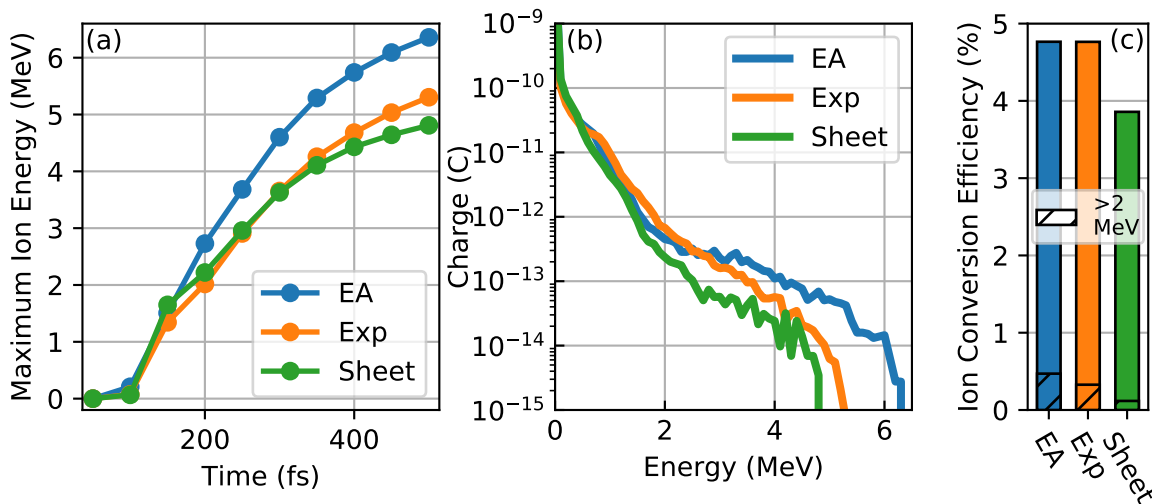 (a)
Maximum Ion Energy (MeV)
6
5
4
3
2
1
0
200
400
Time (fs)
EA
Exp
Sheet
(b)
Charge (C)
10⁻⁹
10⁻¹⁰
10⁻¹¹
10⁻¹²
10⁻¹³
10⁻¹⁴
10⁻¹⁵
0
2
4
6
Energy (MeV)
EA
Exp
Sheet
(c)
Ion Conversion Efficiency (%)
5
4
3
2
1
0
>2
MeV
EA
Exp
Sheet